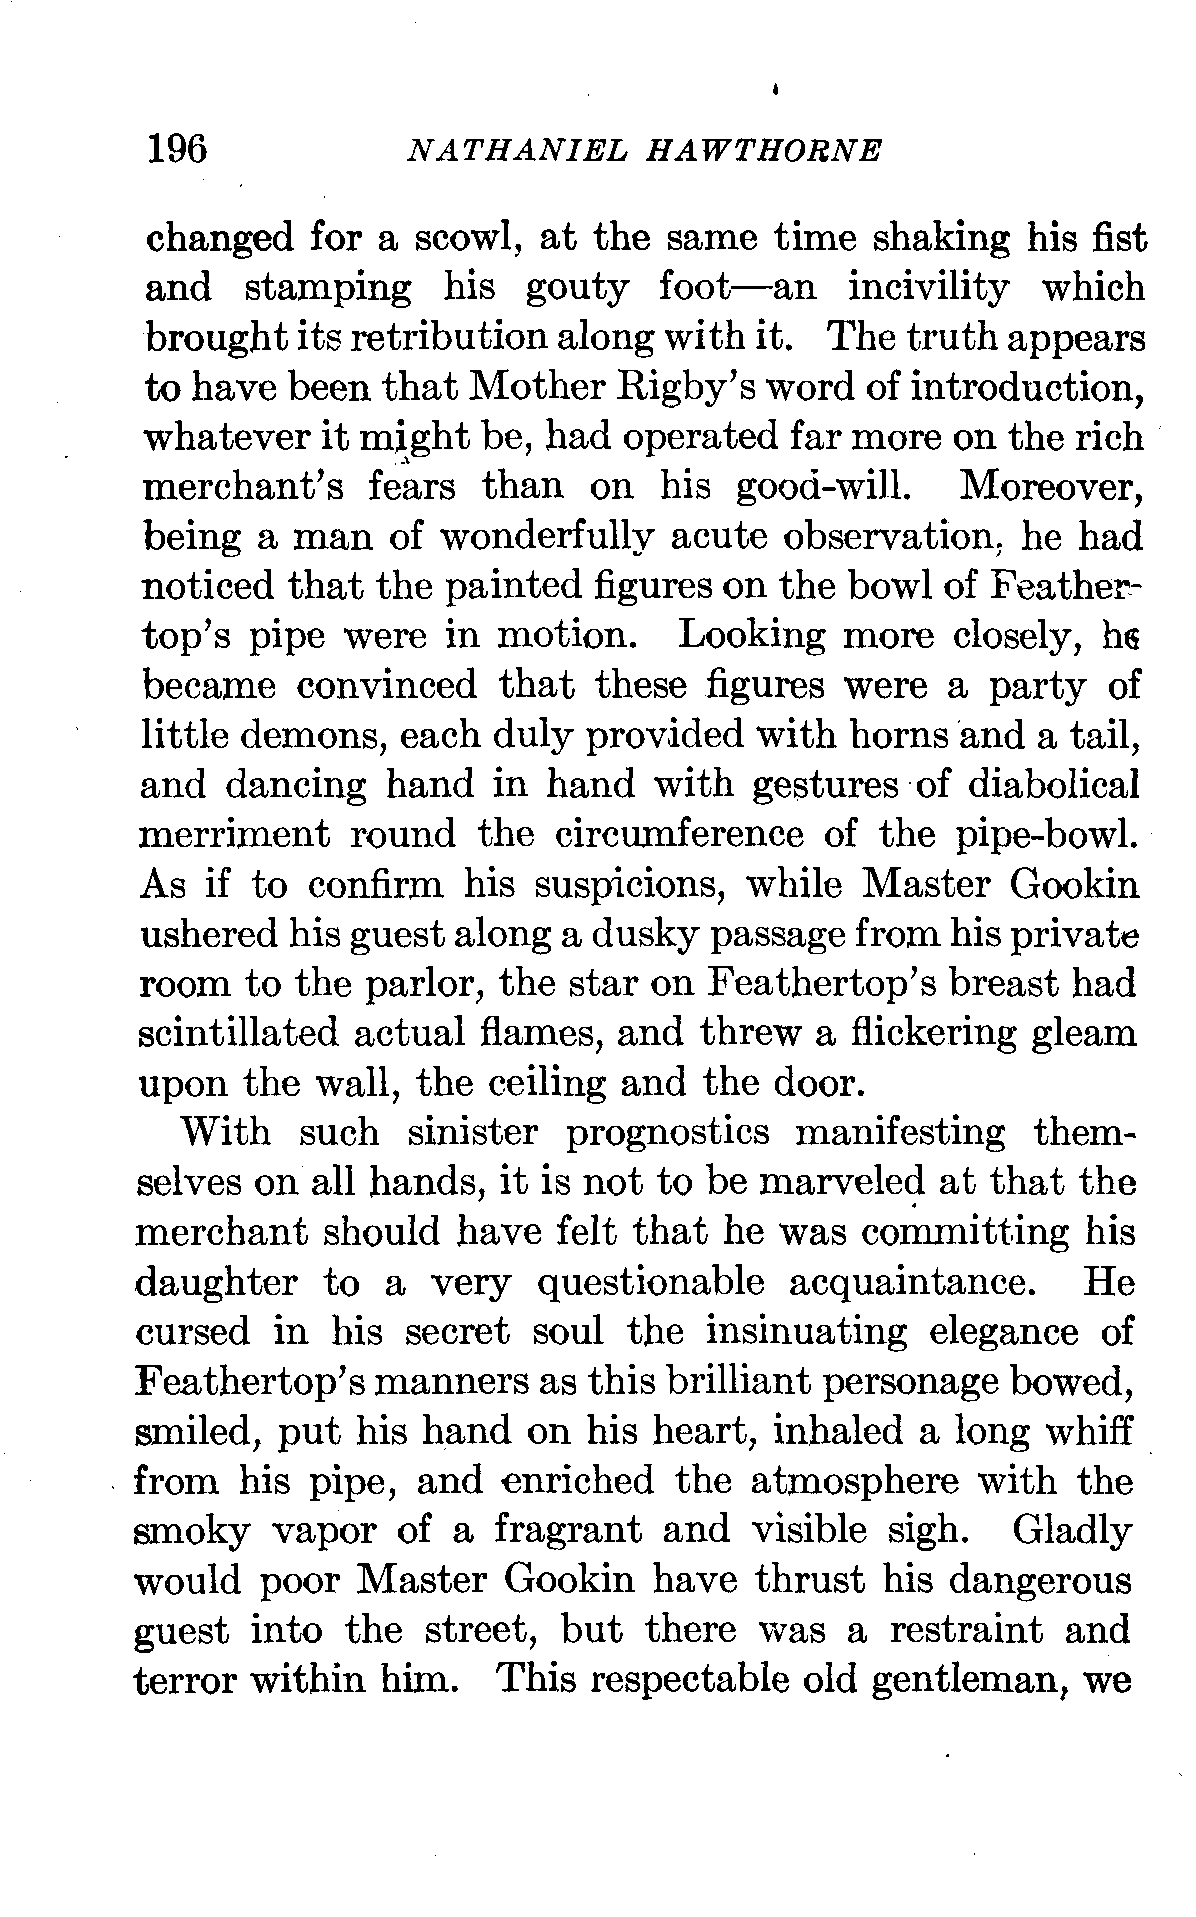 196 NATHANIEL HAWTHORNE
changed for a scowl, at the same time shaking his fist
and stamping his gouty foot—an incivility which
brought its retribution along with it. The truth appears
to have been that Mother Rigby's word of introduction,
whatever it might be, had operated far more on the rich
merchant's fears than on his good-will. Moreover,
being a man of wonderfully acute observation, he had
noticed that the painted figures on the bowl of Feather-
top's pipe were in motion. Looking more closely, he
became convinced that these figures were a party of
little demons, each duly provided with horns and a tail,
and dancing hand in hand with gestures of diabolical
merriment round the circumference of the pipe-bowl.
As if to confirm his suspicions, while Master Gookin
ushered his guest along a dusky passage from his private
room to the parlor, the star on Feathertop's breast had
scintillated actual flames, and threw a flickering gleam
upon the wall, the ceiling and the door.
With such sinister prognostics manifesting them-
selves on all hands, it is not to be marveled at that the
merchant should have felt that he was committing his
daughter to a very questionable acquaintance. He
cursed in his secret soul the insinuating elegance of
Feathertop's manners as this brilliant personage bowed,
smiled, put his hand on his heart, inhaled a long whiff
from his pipe, and enriched the atmosphere with the
smoky vapor of a fragrant and visible sigh. Gladly
would poor Master Gookin have thrust his dangerous
guest into the street, but there was a restraint and
terror within him. This respectable old gentleman, we